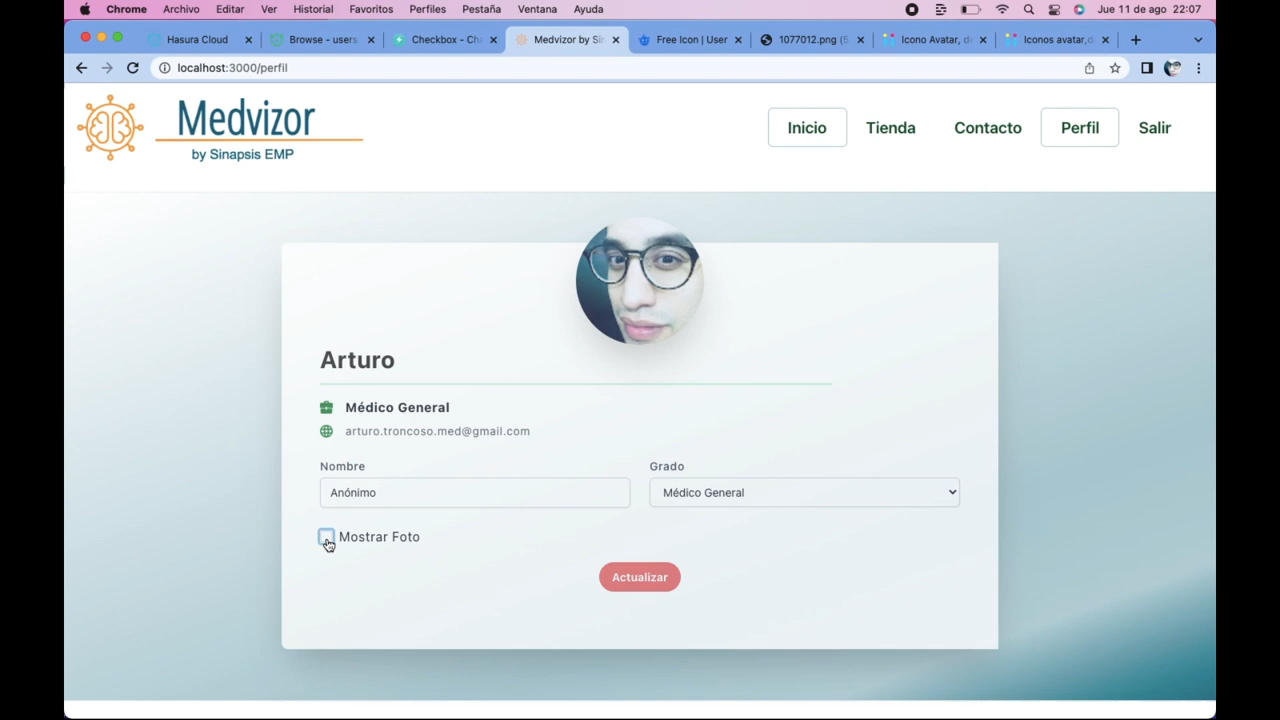 Chrome Archivo Editar Ver Historial Favoritos Perfiles Pestaña Ventana Ayuda Jue 11 de ago 22:07
Hasura Cloud Browse - users Checkbox - Ch Medvizor by Sin Free Icon | User 1077012.png (5 Icono Avatar, de Iconos avatar,d
localhost:3000/perfil
Medvizor
by Sinapsis EMP
Inicio Tienda Contacto Perfil Salir
Arturo
Médico General
arturo.troncoso.med@gmail.com
Nombre Grado
Anónimo Médico General
Mostrar Foto
Actualizar